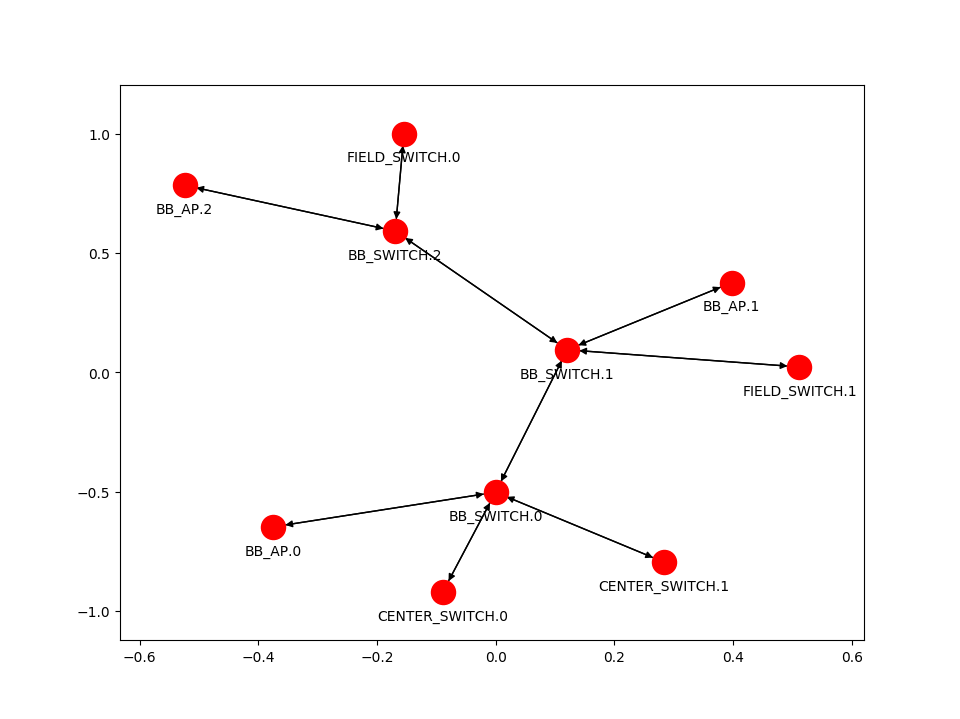 1.0
FIELD_SWITCH.0
BB_AP.2
BB_SWITCH.2
0.5
BB_AP.1
0.0
BB_SWITCH.1
FIELD_SWITCH.1
−0.5
BB_SWITCH.0
BB_AP.0
CENTER_SWITCH.1
−1.0
CENTER_SWITCH.0
−0.6 −0.4 −0.2 0.0 0.2 0.4 0.6